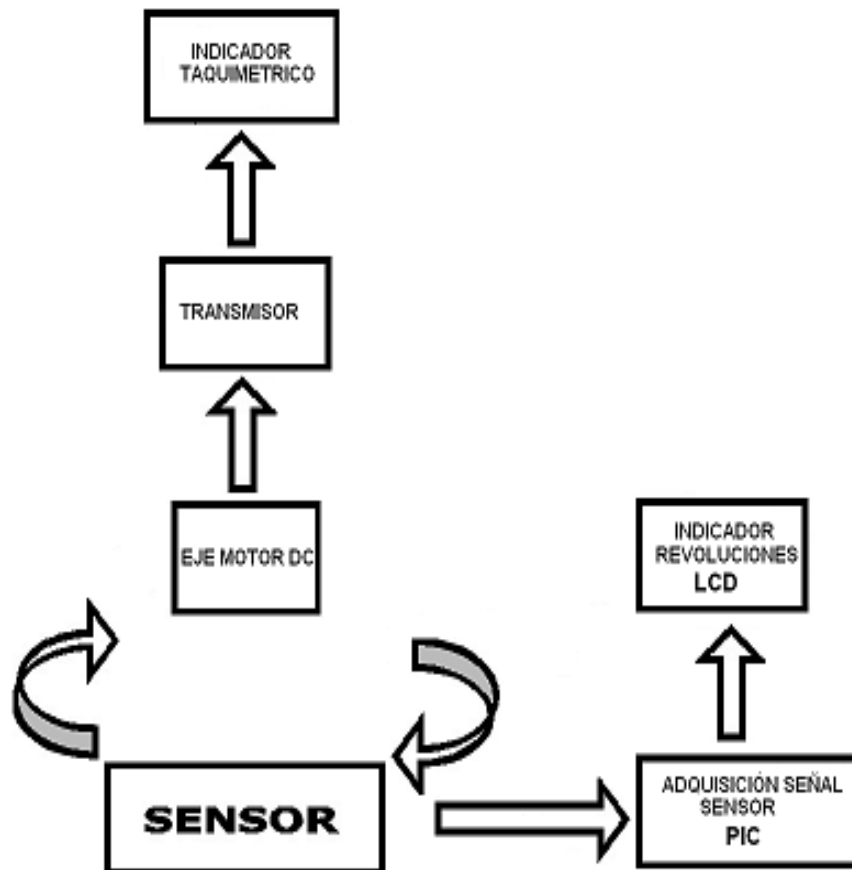 INDICADOR
TAQUIMETRICO
TRANSMISOR
EJE MOTOR DC
INDICADOR
REVOLUCIONES
LCD
SENSOR
ADQUISICIÓN SEÑAL
SENSOR
PIC